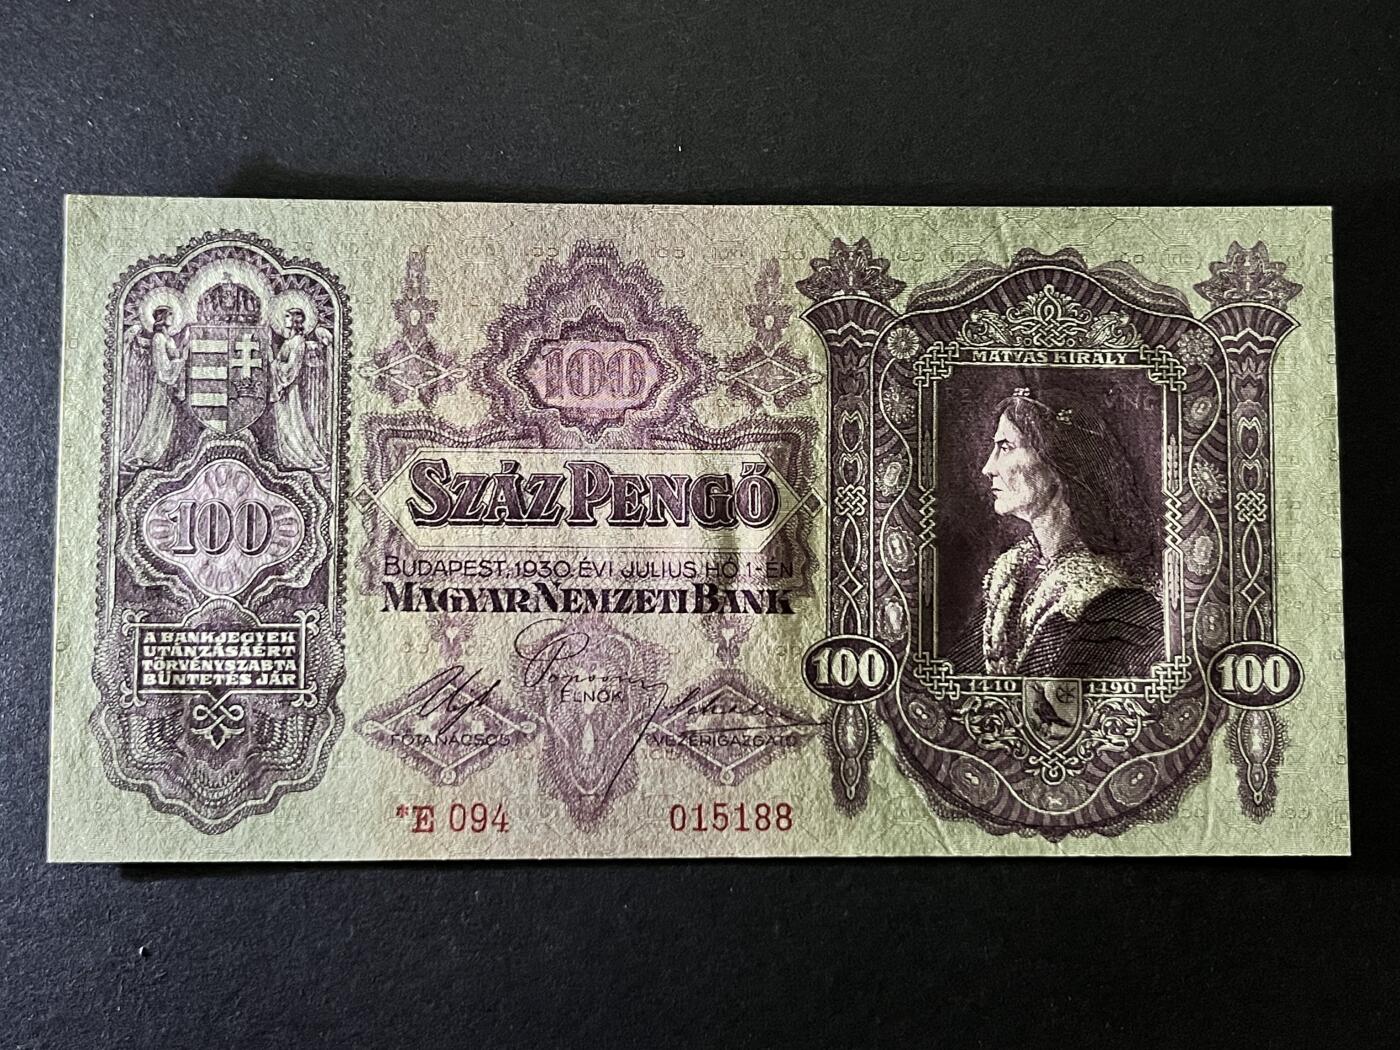 100
A BANKJEGYEK
UTÁNZÁSÁÉRT
TÖRVÉNYSZABTA
BÜNTETÉS JÁR
100
SZÁZ PENGŐ
BUDAPEST, 1930. ÉVI JULIUS HÓ 1-ÉN
MAGYAR NEMZETI BANK
FŐTANÁCSOS
ELNÖK
VEZÉRIGAZGATÓ
*E 094 015188
MÁTYÁS KIRÁLY
1440 1490
100 100